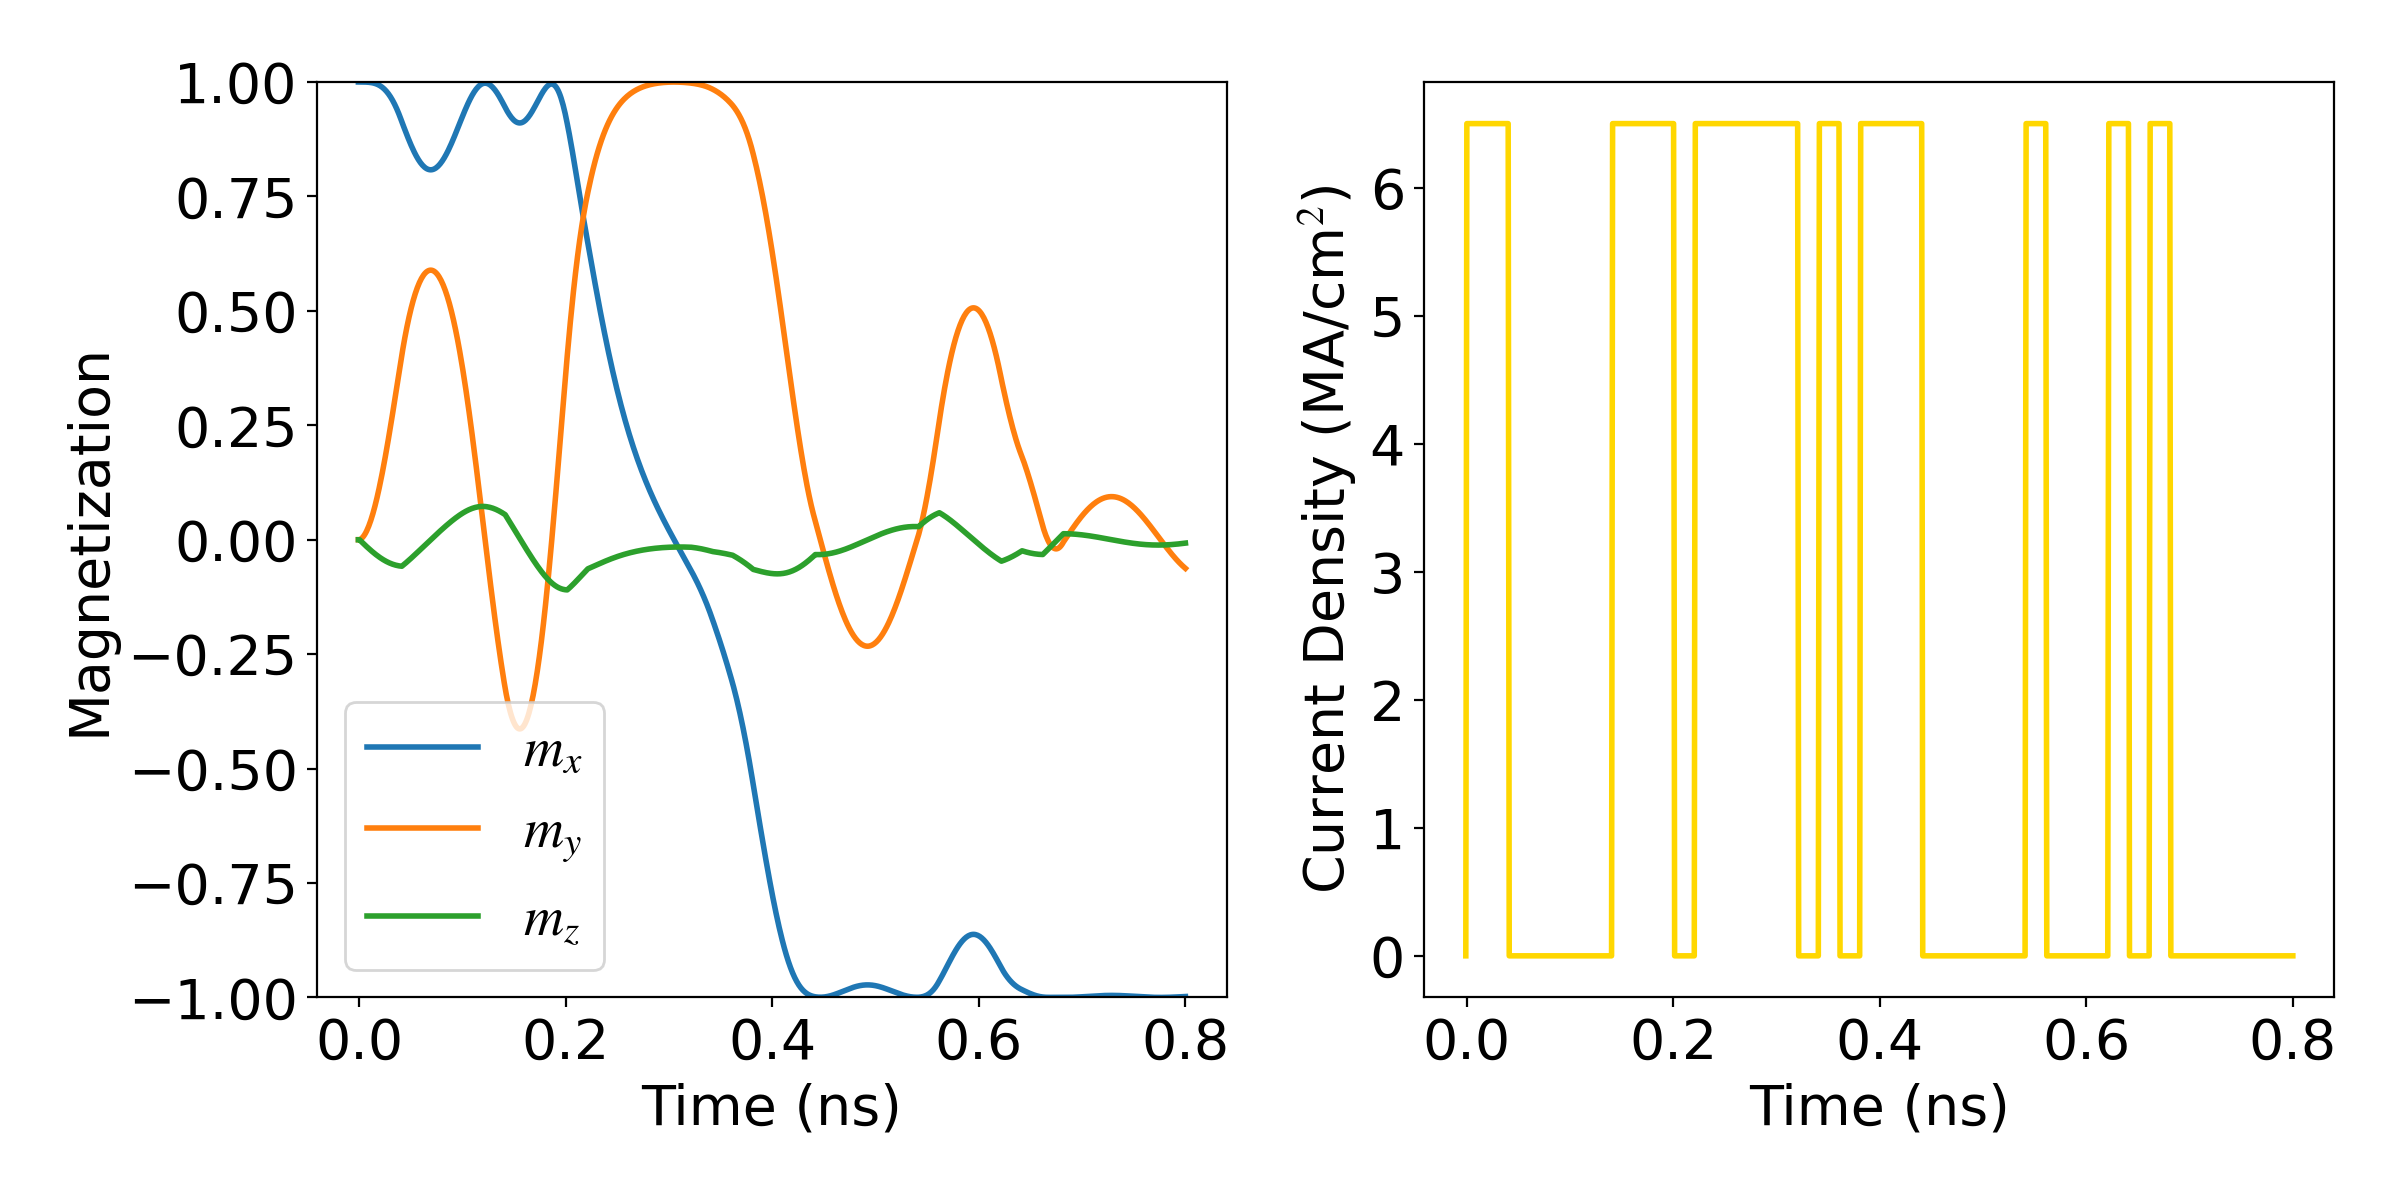 1.00
0.75
0.50
0.25
0.00
−0.25
−0.50
−0.75
−1.00
Magnetization
m_x
m_y
m_z
0.0 0.2 0.4 0.6 0.8
Time (ns)
6
5
4
3
2
1
0
Current Density (MA/cm²)
0.0 0.2 0.4 0.6 0.8
Time (ns)